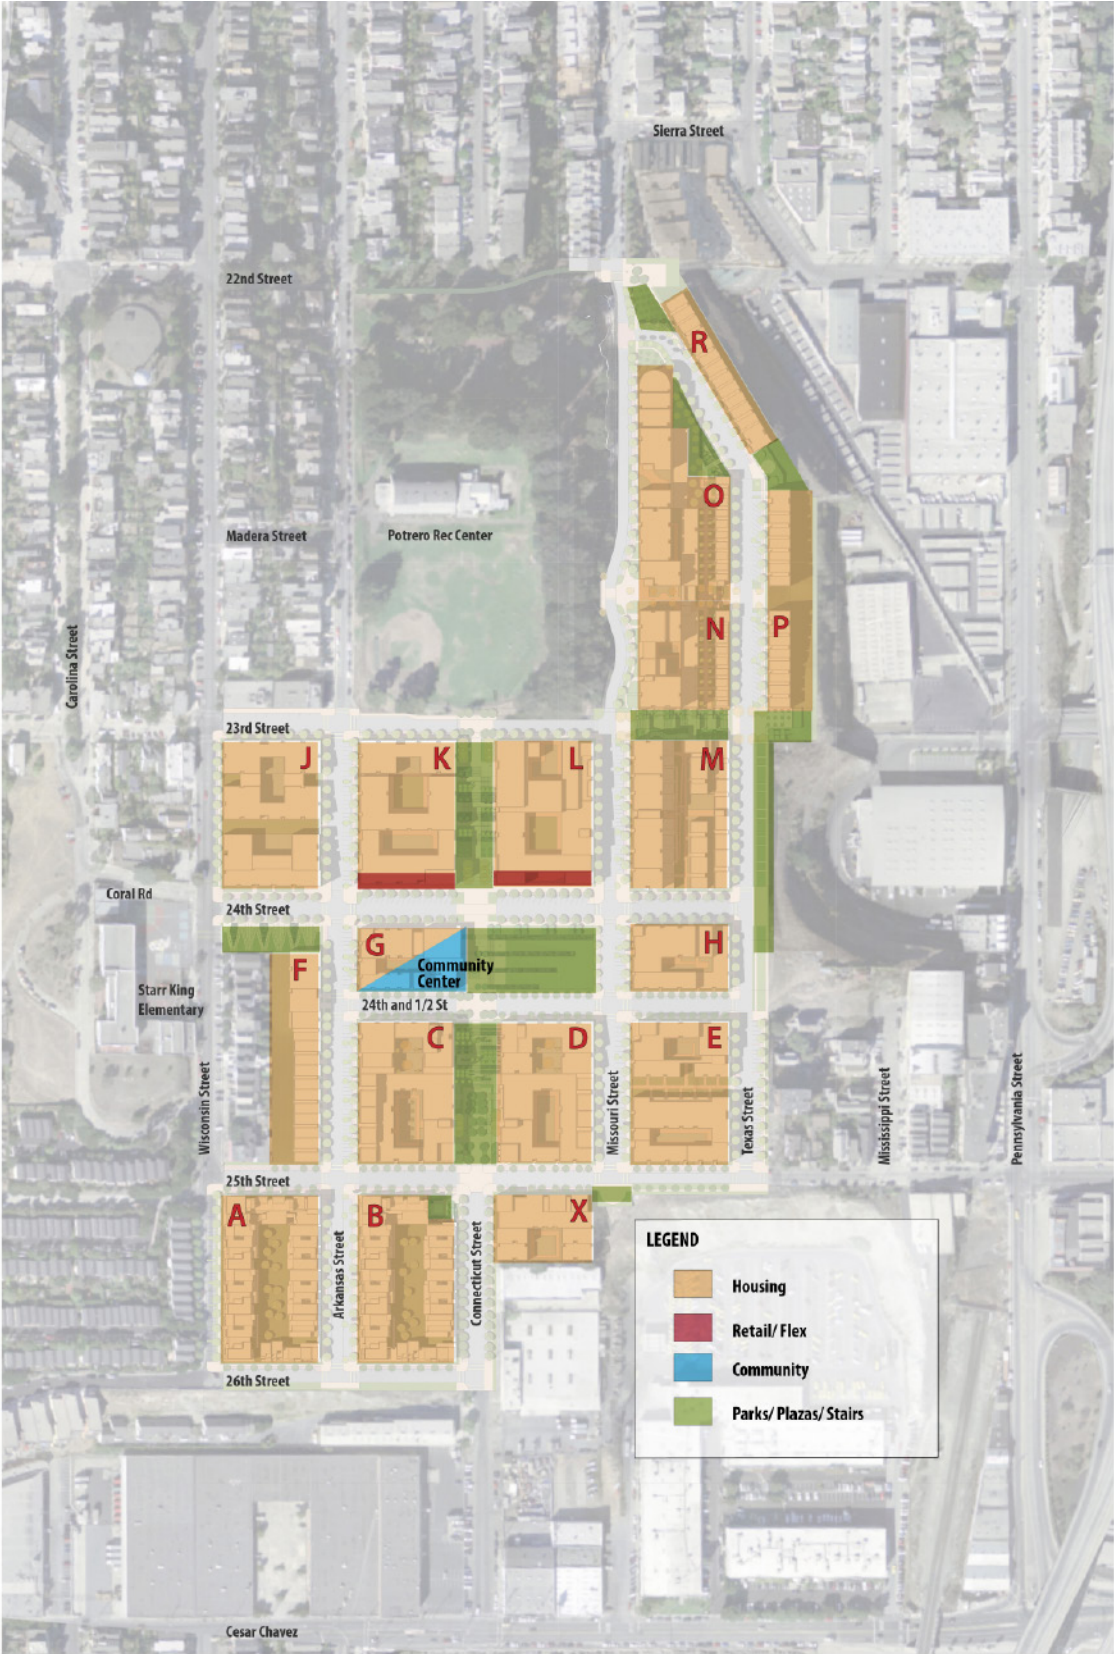 Sierra Street
22nd Street
R
O
Madera Street
Potrero Rec Center
N
P
Carolina Street
23rd Street
J
K
L
M
Coral Rd
24th Street
G
H
Community
Center
F
Starr King
Elementary
24th and 1/2 St
C
D
E
Wisconsin Street
Missouri Street
Texas Street
Mississippi Street
Pennsylvania Street
25th Street
A
B
X
Arkansas Street
Connecticut Street
LEGEND
Housing
Retail/ Flex
Community
Parks/ Plazas/ Stairs
26th Street
Cesar Chavez